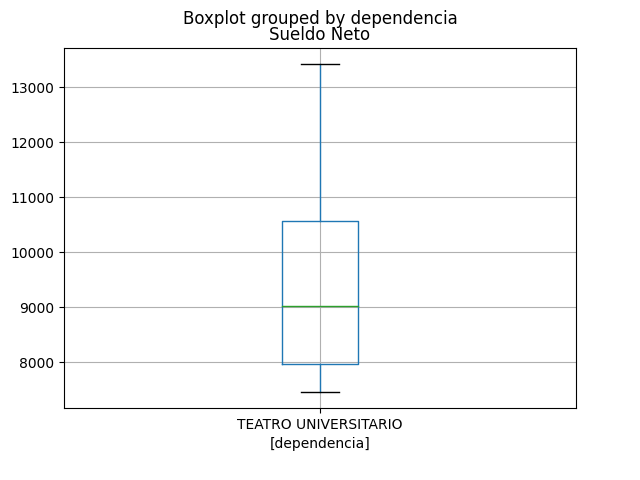 Boxplot grouped by dependencia
Sueldo Neto
13000
12000
11000
10000
9000
8000
TEATRO UNIVERSITARIO
[dependencia]